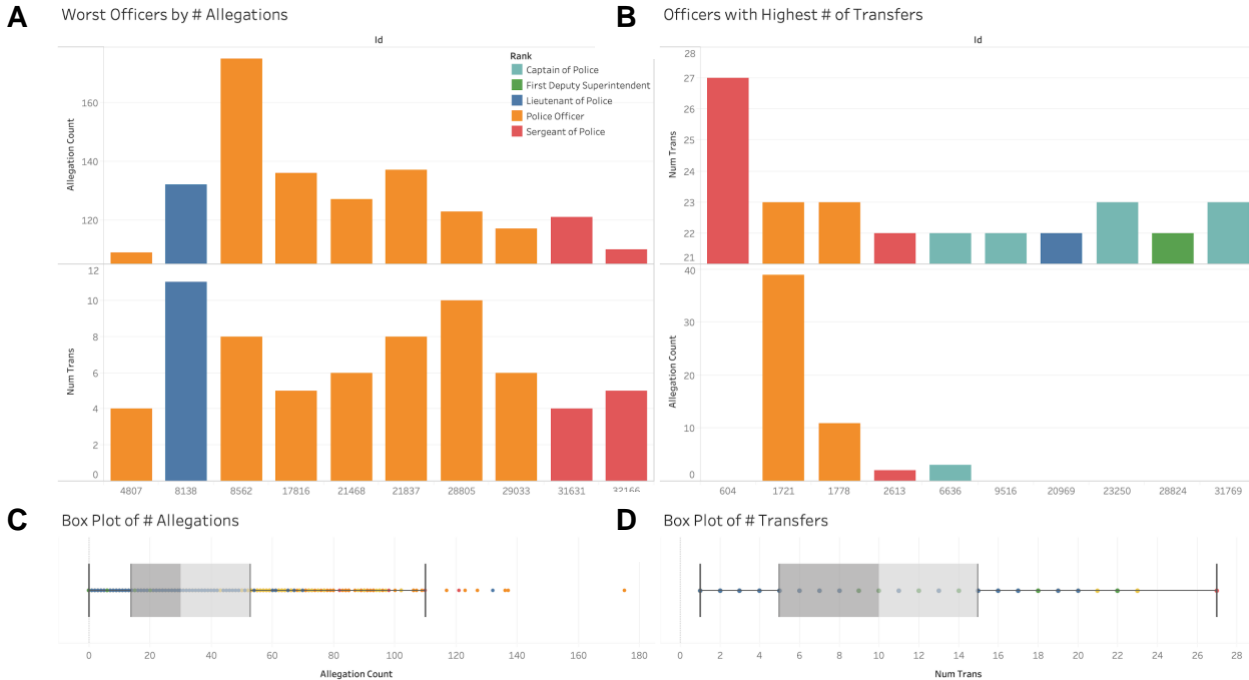 A
Worst Officers by # Allegations
Id
Rank
Captain of Police
First Deputy Superintendent
Lieutenant of Police
Police Officer
Sergeant of Police
Allegation Count
160
140
120
Num Trans
12
10
8
6
4
2
0
4807 8138 8562 17816 21468 21837 28805 29033 31631 32166
B
Officers with Highest # of Transfers
Id
Num Trans
28
27
26
25
24
23
22
21
Allegation Count
40
30
20
10
0
604 1721 1778 2613 6636 9516 20969 23250 28824 31769
C
Box Plot of # Allegations
0 20 40 60 80 100 120 140 160 180
Allegation Count
D
Box Plot of # Transfers
0 2 4 6 8 10 12 14 16 18 20 22 24 26 28
Num Trans